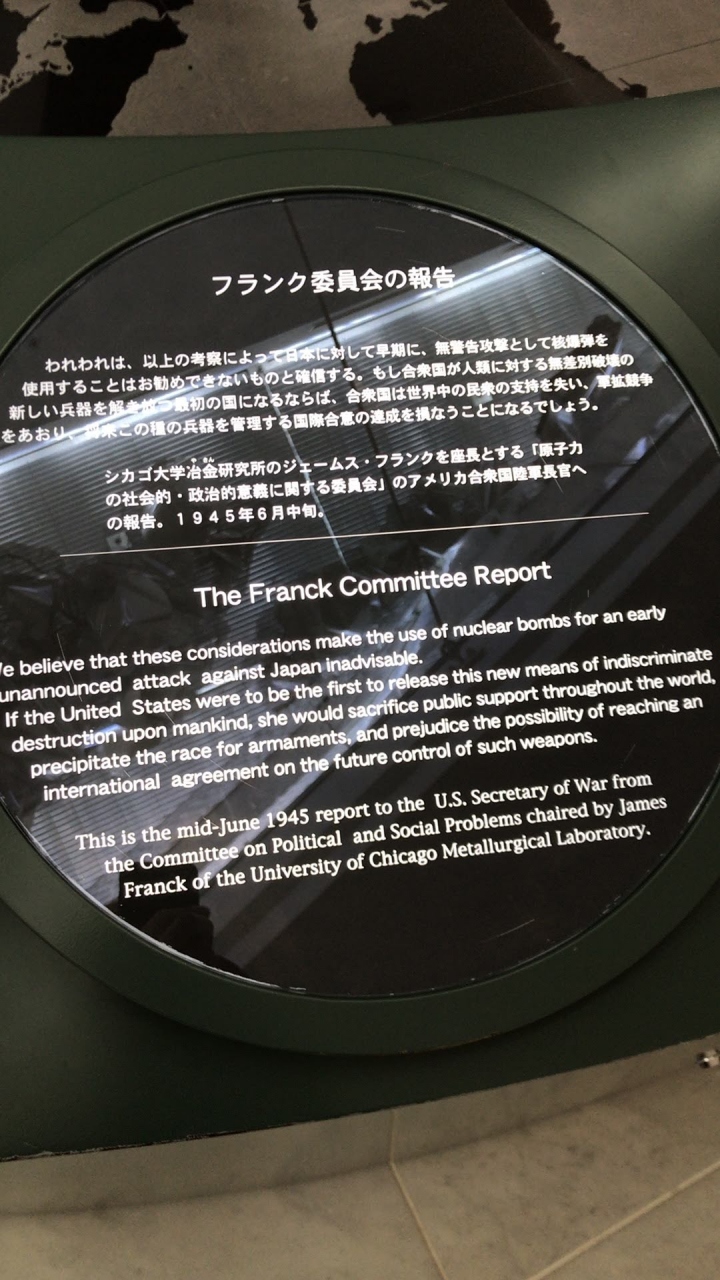 フランク委員会の報告
われわれは、以上の考察によって日本に対して早期に、無警告攻撃として核爆弾を
使用することはお勧めできないものと確信する。もし合衆国が人類に対する無差別破壊の
新しい兵器を解き放つ最初の国になるならば、合衆国は世界中の民衆の支持を失い、軍拡競争
をあおり、将来この種の兵器を管理する国際合意の達成を損なうことになるでしょう。
シカゴ大学冶金研究所のジェームス・フランクを座長とする「原子力
の社会的・政治的意義に関する委員会」のアメリカ合衆国陸軍長官へ
の報告。1945年6月中旬。
The Franck Committee Report
We believe that these considerations make the use of nuclear bombs for an early
unannounced attack against Japan inadvisable.
If the United States were to be the first to release this new means of indiscriminate
destruction upon mankind, she would sacrifice public support throughout the world,
precipitate the race for armaments, and prejudice the possibility of reaching an
international agreement on the future control of such weapons.
This is the mid-June 1945 report to the U.S. Secretary of War from
the Committee on Political and Social Problems chaired by James
Franck of the University of Chicago Metallurgical Laboratory.